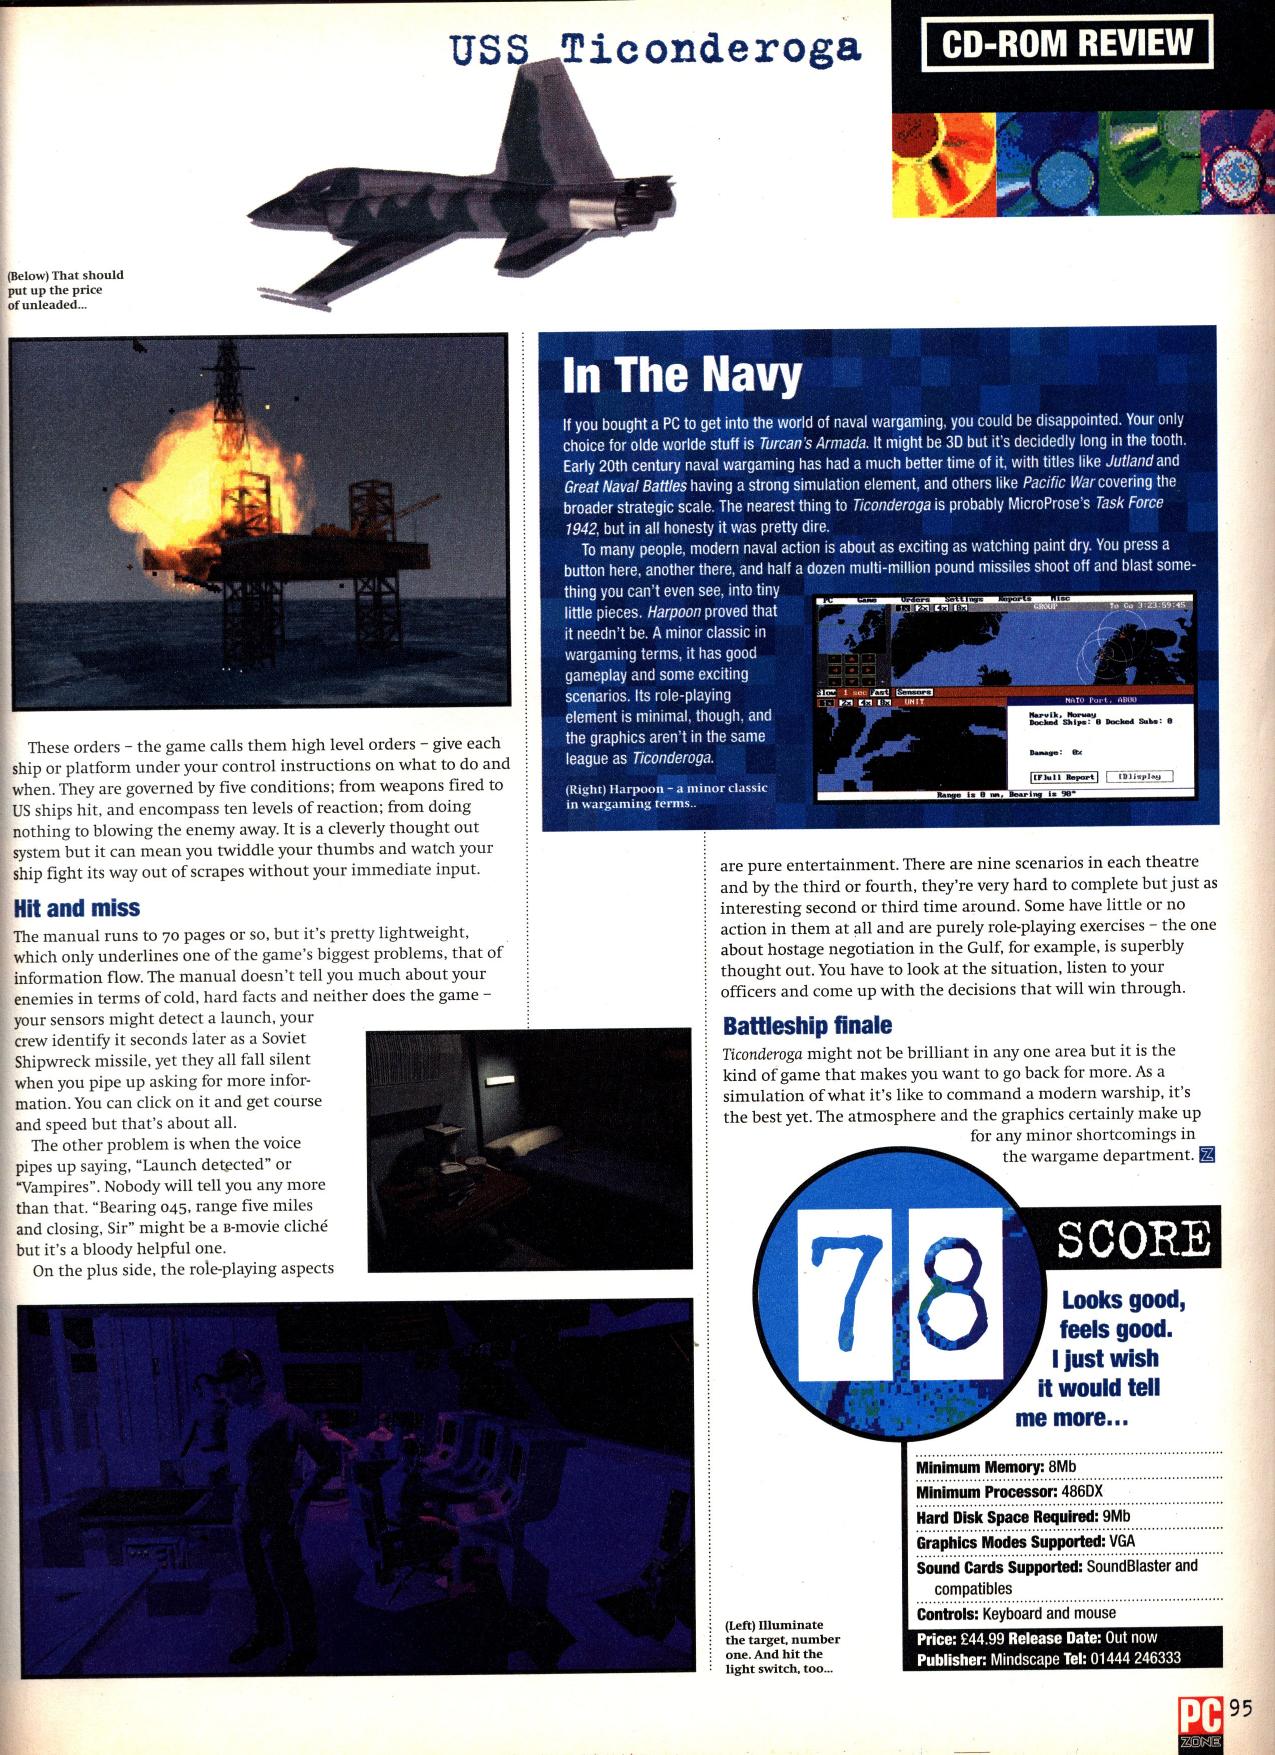 USS Ticonderoga
CD-ROM REVIEW
(Below) That should
put up the price
of unleaded...
These orders – the game calls them high level orders – give each
ship or platform under your control instructions on what to do and
when. They are governed by five conditions; from weapons fired to
US ships hit, and encompass ten levels of reaction; from doing
nothing to blowing the enemy away. It is a cleverly thought out
system but it can mean you twiddle your thumbs and watch your
ship fight its way out of scrapes without your immediate input.
Hit and miss
The manual runs to 70 pages or so, but it's pretty lightweight,
which only underlines one of the game's biggest problems, that of
information flow. The manual doesn't tell you much about your
enemies in terms of cold, hard facts and neither does the game –
your sensors might detect a launch, your
crew identify it seconds later as a Soviet
Shipwreck missile, yet they all fall silent
when you pipe up asking for more infor-
mation. You can click on it and get course
and speed but that's about all.
The other problem is when the voice
pipes up saying, "Launch detected" or
"Vampires". Nobody will tell you any more
than that. "Bearing 045, range five miles
and closing, Sir" might be a B-movie cliché
but it's a bloody helpful one.
On the plus side, the role-playing aspects
In The Navy
If you bought a PC to get into the world of naval wargaming, you could be disappointed. Your only
choice for olde worlde stuff is Turcan's Armada. It might be 3D but it's decidedly long in the tooth.
Early 20th century naval wargaming has had a much better time of it, with titles like Jutland and
Great Naval Battles having a strong simulation element, and others like Pacific War covering the
broader strategic scale. The nearest thing to Ticonderoga is probably MicroProse's Task Force
1942, but in all honesty it was pretty dire.
To many people, modern naval action is about as exciting as watching paint dry. You press a
button here, another there, and half a dozen multi-million pound missiles shoot off and blast some-
thing you can't even see, into tiny
little pieces. Harpoon proved that
it needn't be. A minor classic in
wargaming terms, it has good
gameplay and some exciting
scenarios. Its role-playing
element is minimal, though, and
the graphics aren't in the same
league as Ticonderoga.
(Right) Harpoon – a minor classic
in wargaming terms..
PC Game Orders Settings Reports Misc
1x 2x 4x 8x GROUP To Go 3:23:59:45
Slow 1 sec Fast Sensors
2x 4x 8x UNIT
NATO Port, AB00
Narvik, Norway
Docked Ships: 0 Docked Subs: 0
Damage: 0%
[F]ull Report [D]isplay
Range is 0 nm, Bearing is 90°
are pure entertainment. There are nine scenarios in each theatre
and by the third or fourth, they're very hard to complete but just as
interesting second or third time around. Some have little or no
action in them at all and are purely role-playing exercises – the one
about hostage negotiation in the Gulf, for example, is superbly
thought out. You have to look at the situation, listen to your
officers and come up with the decisions that will win through.
Battleship finale
Ticonderoga might not be brilliant in any one area but it is the
kind of game that makes you want to go back for more. As a
simulation of what it's like to command a modern warship, it's
the best yet. The atmosphere and the graphics certainly make up
for any minor shortcomings in
the wargame department. Z
78
SCORE
Looks good,
feels good.
I just wish
it would tell
me more...
Minimum Memory: 8Mb
Minimum Processor: 486DX
Hard Disk Space Required: 9Mb
Graphics Modes Supported: VGA
Sound Cards Supported: SoundBlaster and
compatibles
Controls: Keyboard and mouse
Price: £44.99 Release Date: Out now
Publisher: Mindscape Tel: 01444 246333
(Left) Illuminate
the target, number
one. And hit the
light switch, too...
PC ZONE
95